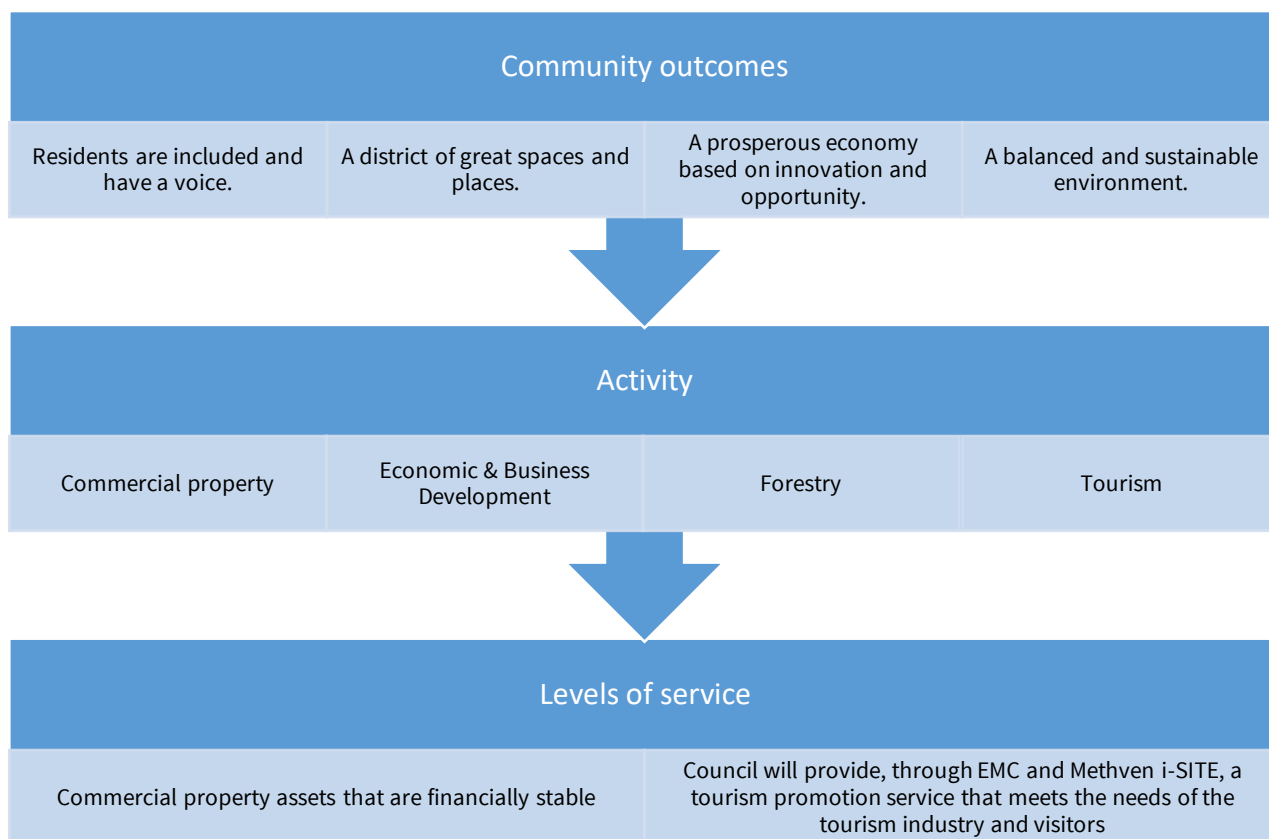 Community outcomes
Residents are included and
have a voice.
A district of great spaces and
places.
A prosperous economy
based on innovation and
opportunity.
A balanced and sustainable
environment.
Activity
Commercial property
Economic & Business
Development
Forestry
Tourism
Levels of service
Commercial property assets that are financially stable
Council will provide, through EMC and Methven i-SITE, a
tourism promotion service that meets the needs of the
tourism industry and visitors